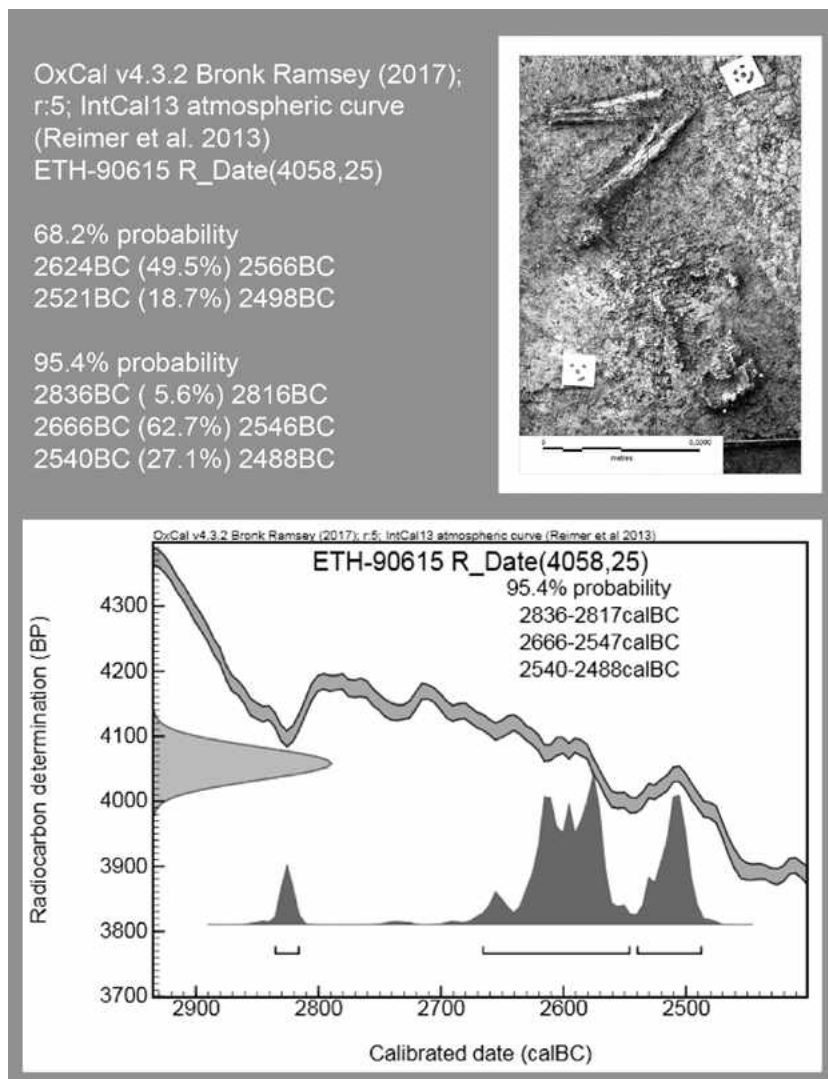 OxCal v4.3.2 Bronk Ramsey (2017);
r:5; IntCal13 atmospheric curve
(Reimer et al. 2013)
ETH-90615 R_Date(4058,25)
68.2% probability
2624BC (49.5%) 2566BC
2521BC (18.7%) 2498BC
95.4% probability
2836BC ( 5.6%) 2816BC
2666BC (62.7%) 2546BC
2540BC (27.1%) 2488BC
0
metres
OxCal v4.3.2 Bronk Ramsey (2017); r:5; IntCal13 atmospheric curve (Reimer et al 2013)
ETH-90615 R_Date(4058,25)
95.4% probability
2836-2817calBC
2666-2547calBC
2540-2488calBC
Radiocarbon determination (BP)
4300
4200
4100
4000
3900
3800
3700
2900 2800 2700 2600 2500
Calibrated date (calBC)